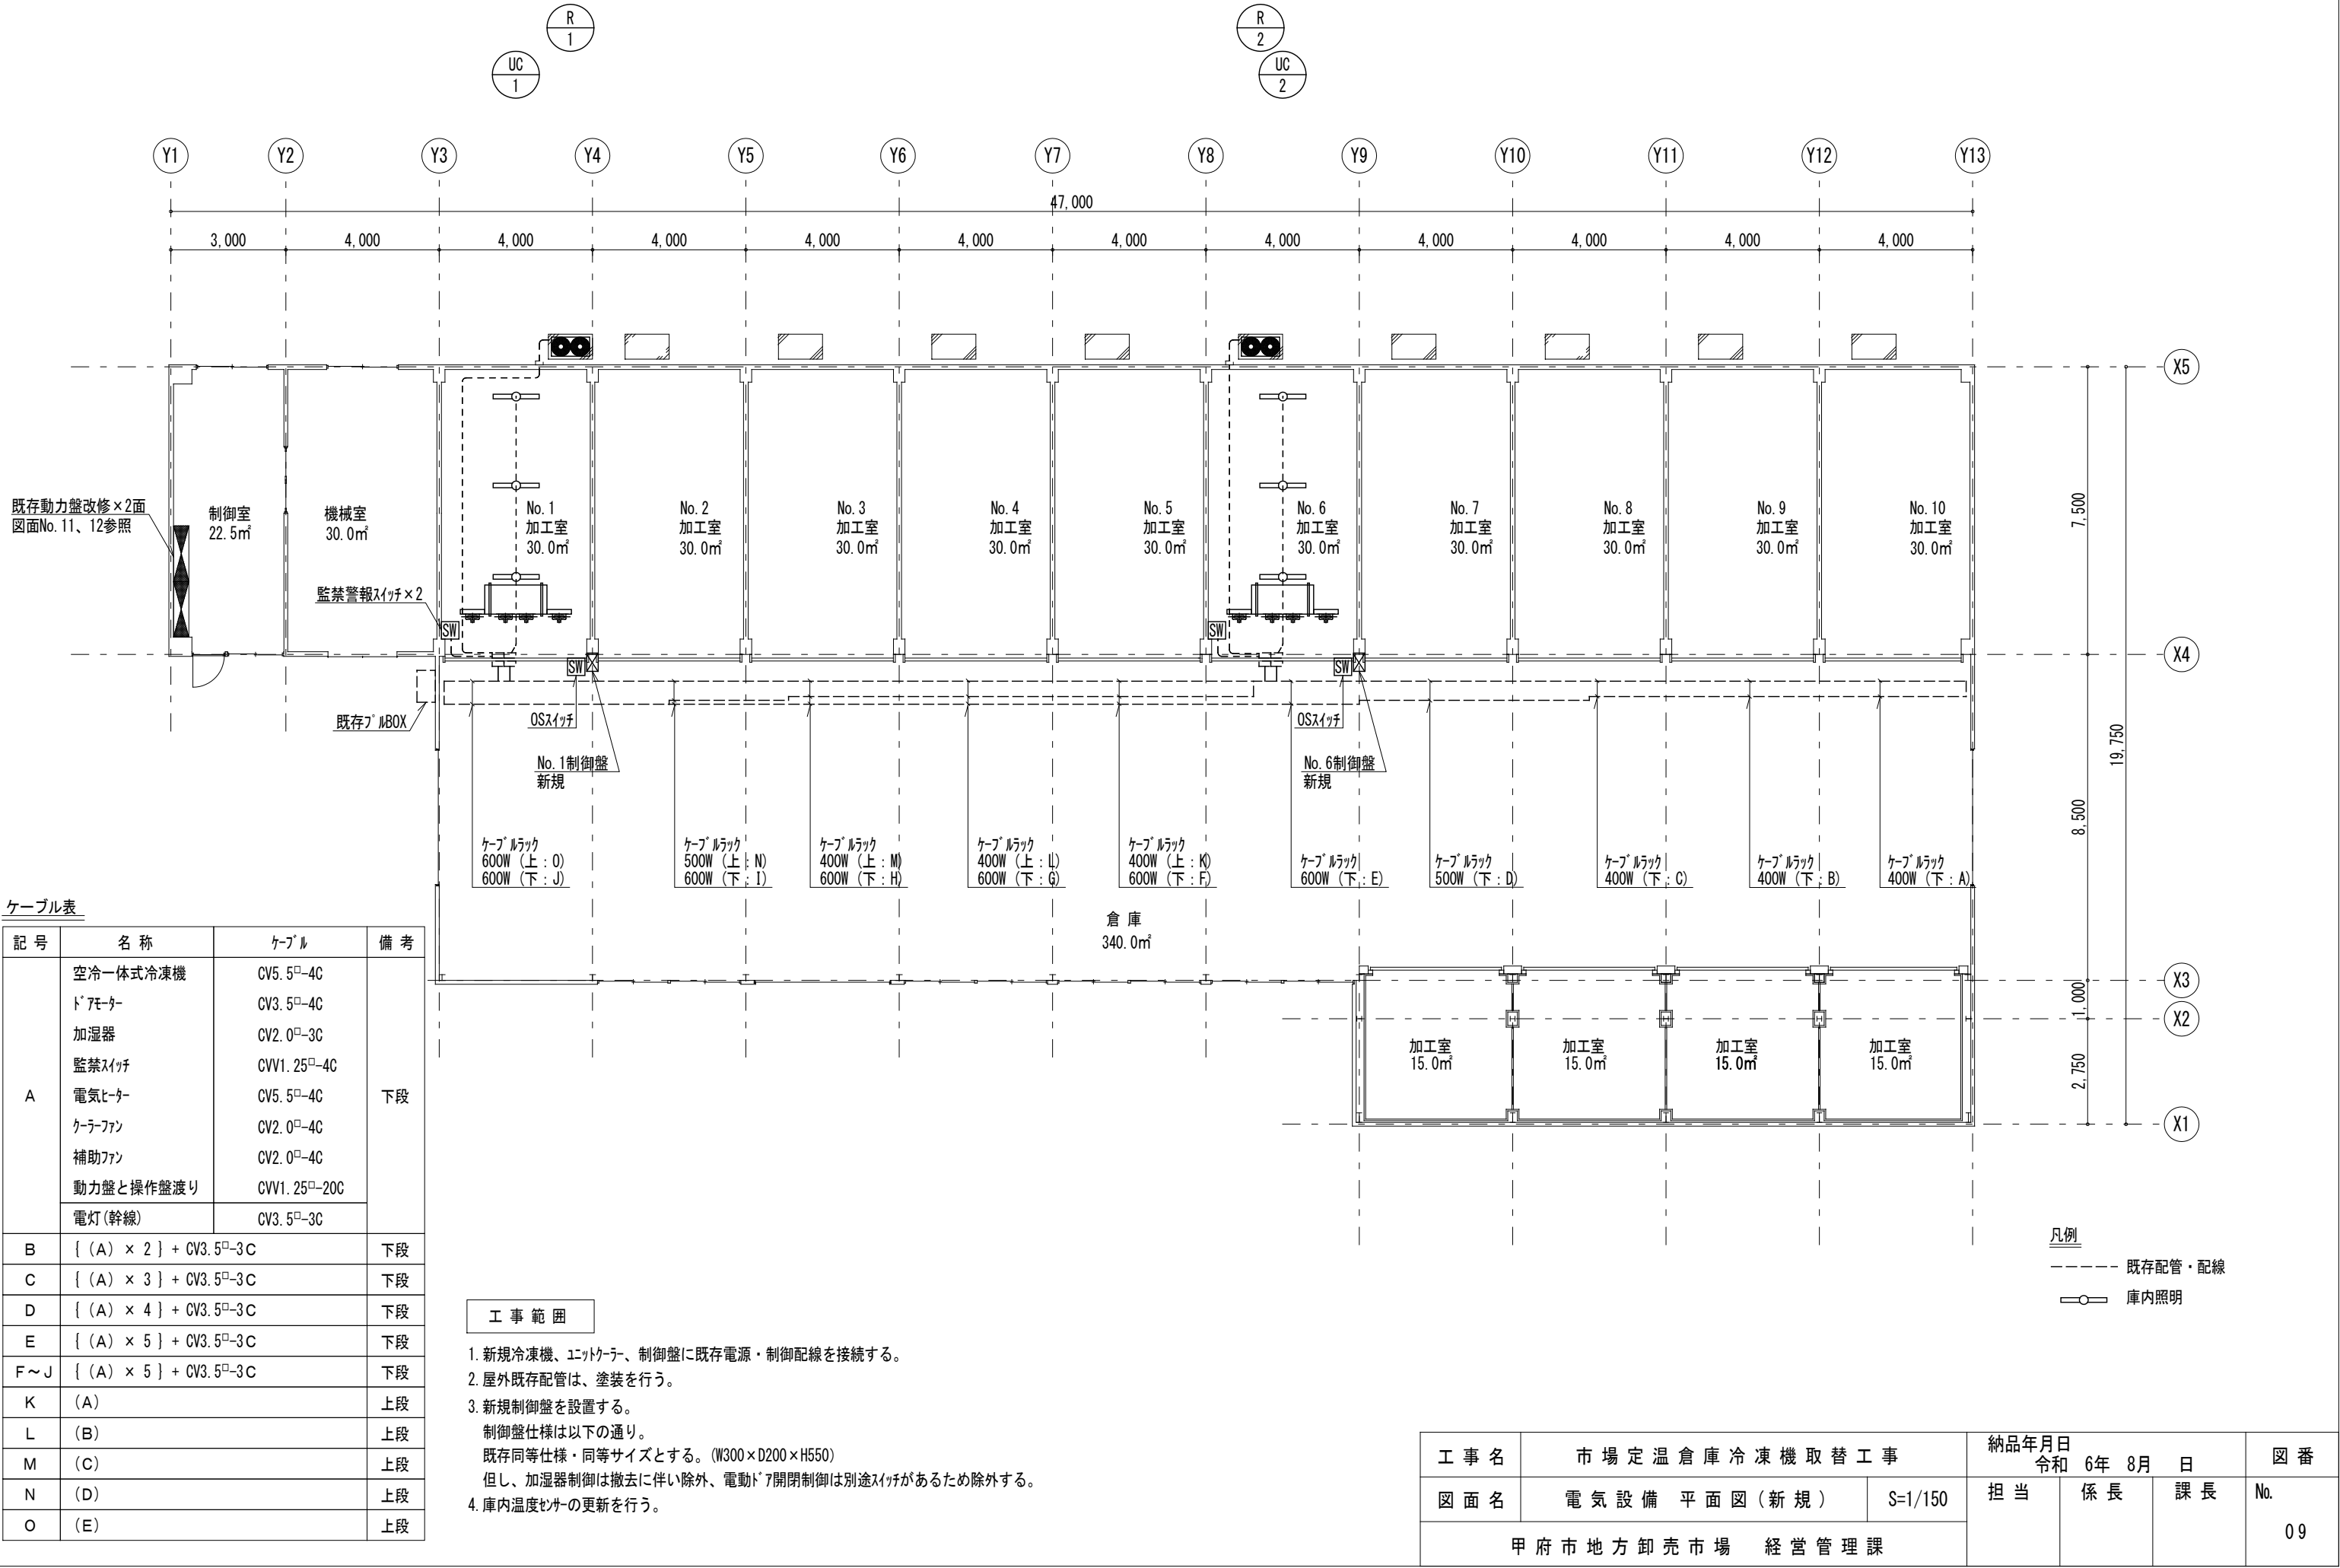 R
1
R
2
UC
1
UC
2
Y1 Y2 Y3 Y4 Y5 Y6 Y7 Y8 Y9 Y10 Y11 Y12 Y13
47,000
3,000 4,000 4,000 4,000 4,000 4,000 4,000 4,000 4,000 4,000 4,000 4,000
X5
X4
X3
X2
X1
7,500
8,500
19,750
1,000
2,750
既存動力盤改修×2面
図面No.11、12参照
制御室
22.5㎡
機械室
30.0㎡
No.1
加工室
30.0㎡
No.2
加工室
30.0㎡
No.3
加工室
30.0㎡
No.4
加工室
30.0㎡
No.5
加工室
30.0㎡
No.6
加工室
30.0㎡
No.7
加工室
30.0㎡
No.8
加工室
30.0㎡
No.9
加工室
30.0㎡
No.10
加工室
30.0㎡
監禁警報ｽｲｯﾁ×2
SW
SW
SW
SW
既存ﾌﾟﾙBOX
OSｽｲｯﾁ
No.1制御盤
新規
OSｽｲｯﾁ
No.6制御盤
新規
ｹｰﾌﾞﾙﾗｯｸ
600W（上：O）
600W（下：J）
ｹｰﾌﾞﾙﾗｯｸ
500W（上：N）
600W（下：I）
ｹｰﾌﾞﾙﾗｯｸ
400W（上：M）
600W（下：H）
ｹｰﾌﾞﾙﾗｯｸ
400W（上：L）
600W（下：G）
ｹｰﾌﾞﾙﾗｯｸ
400W（上：K）
600W（下：F）
ｹｰﾌﾞﾙﾗｯｸ
600W（下：E）
ｹｰﾌﾞﾙﾗｯｸ
500W（下：D）
ｹｰﾌﾞﾙﾗｯｸ
400W（下：C）
ｹｰﾌﾞﾙﾗｯｸ
400W（下：B）
ｹｰﾌﾞﾙﾗｯｸ
400W（下：A）
倉庫
340.0㎡
加工室
15.0㎡
加工室
15.0㎡
加工室
15.0㎡
加工室
15.0㎡
ケーブル表
記号 名称 ｹｰﾌﾞﾙ 備考
A 下段
空冷一体式冷凍機 CV5.5□-4C
ﾄﾞｱﾓｰﾀｰ CV3.5□-4C
加湿器 CV2.0□-3C
監禁ｽｲｯﾁ CVV1.25□-4C
電気ﾋｰﾀｰ CV5.5□-4C
ｸｰﾗｰﾌｧﾝ CV2.0□-4C
補助ﾌｧﾝ CV2.0□-4C
動力盤と操作盤渡り CVV1.25□-20C
電灯(幹線) CV3.5□-3C
B {（A）× 2 } + CV3.5□-3C 下段
C {（A）× 3 } + CV3.5□-3C 下段
D {（A）× 4 } + CV3.5□-3C 下段
E {（A）× 5 } + CV3.5□-3C 下段
F～J {（A）× 5 } + CV3.5□-3C 下段
K （A） 上段
L （B） 上段
M （C） 上段
N （D） 上段
O （E） 上段
工事範囲
1.新規冷凍機、ﾕﾆｯﾄｸｰﾗｰ、制御盤に既存電源・制御配線を接続する。
2.屋外既存配管は、塗装を行う。
3.新規制御盤を設置する。
制御盤仕様は以下の通り。
既存同等仕様・同等サイズとする。(W300×D200×H550)
但し、加湿器制御は撤去に伴い除外、電動ﾄﾞｱ開閉制御は別途ｽｲｯﾁがあるため除外する。
4.庫内温度ｾﾝｻｰの更新を行う。
凡例
既存配管・配線
庫内照明
工事名 市場定温倉庫冷凍機取替工事
図面名 電気設備 平面図(新規) S=1/150
甲府市地方卸売市場 経営管理課
納品年月日
令和 6年 8月 日
担当 係長 課長
図番
No.
09